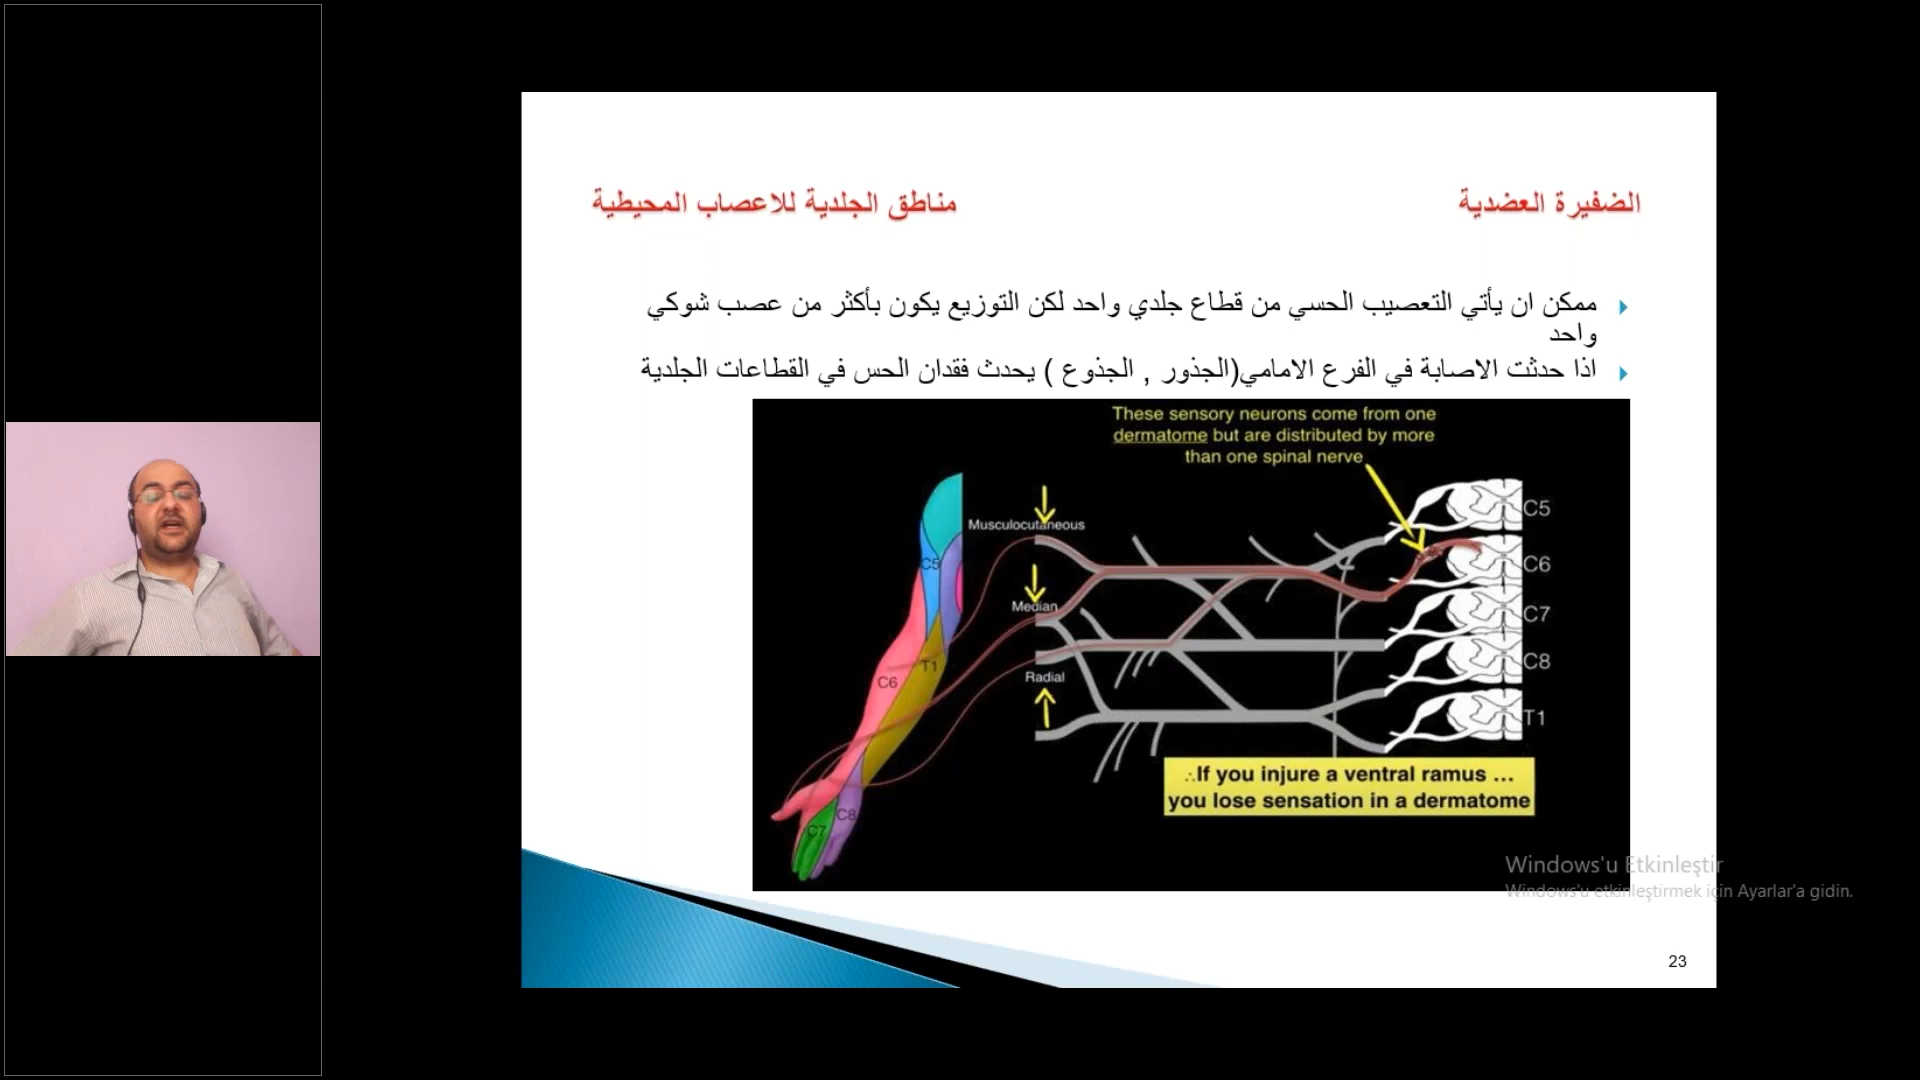 الضفيرة العضدية
مناطق الجلدية للاعصاب المحيطية
ممكن ان يأتي التعصيب الحسي من قطاع جلدي واحد لكن التوزيع يكون بأكثر من عصب شوكي
واحد
اذا حدثت الاصابة في الفرع الامامي(الجذور , الجذوع ) يحدث فقدان الحس في القطاعات الجلدية
These sensory neurons come from one
dermatome but are distributed by more
than one spinal nerve
C5
Musculocutaneous
C5
C6
Median
C7
T1
C8
C6
Radial
T1
∴If you injure a ventral ramus ...
you lose sensation in a dermatome
C8
C7
Windows'u Etkinleştir
Windows'u etkinleştirmek için Ayarlar'a gidin.
23